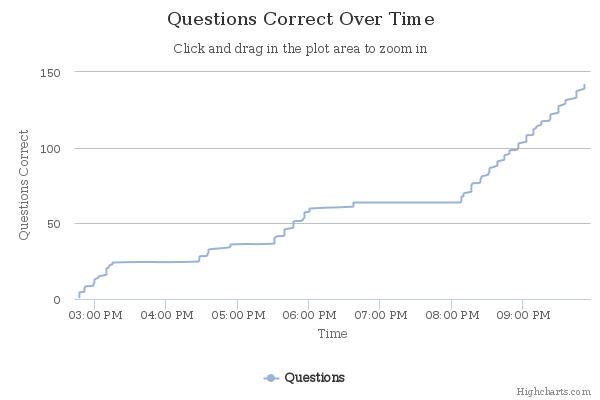 Questions Correct Over Time
Click and drag in the plot area to zoom in
Questions Correct
150
100
50
0
03:00 PM 04:00 PM 05:00 PM 06:00 PM 07:00 PM 08:00 PM 09:00 PM
Time
Questions
Highcharts.com